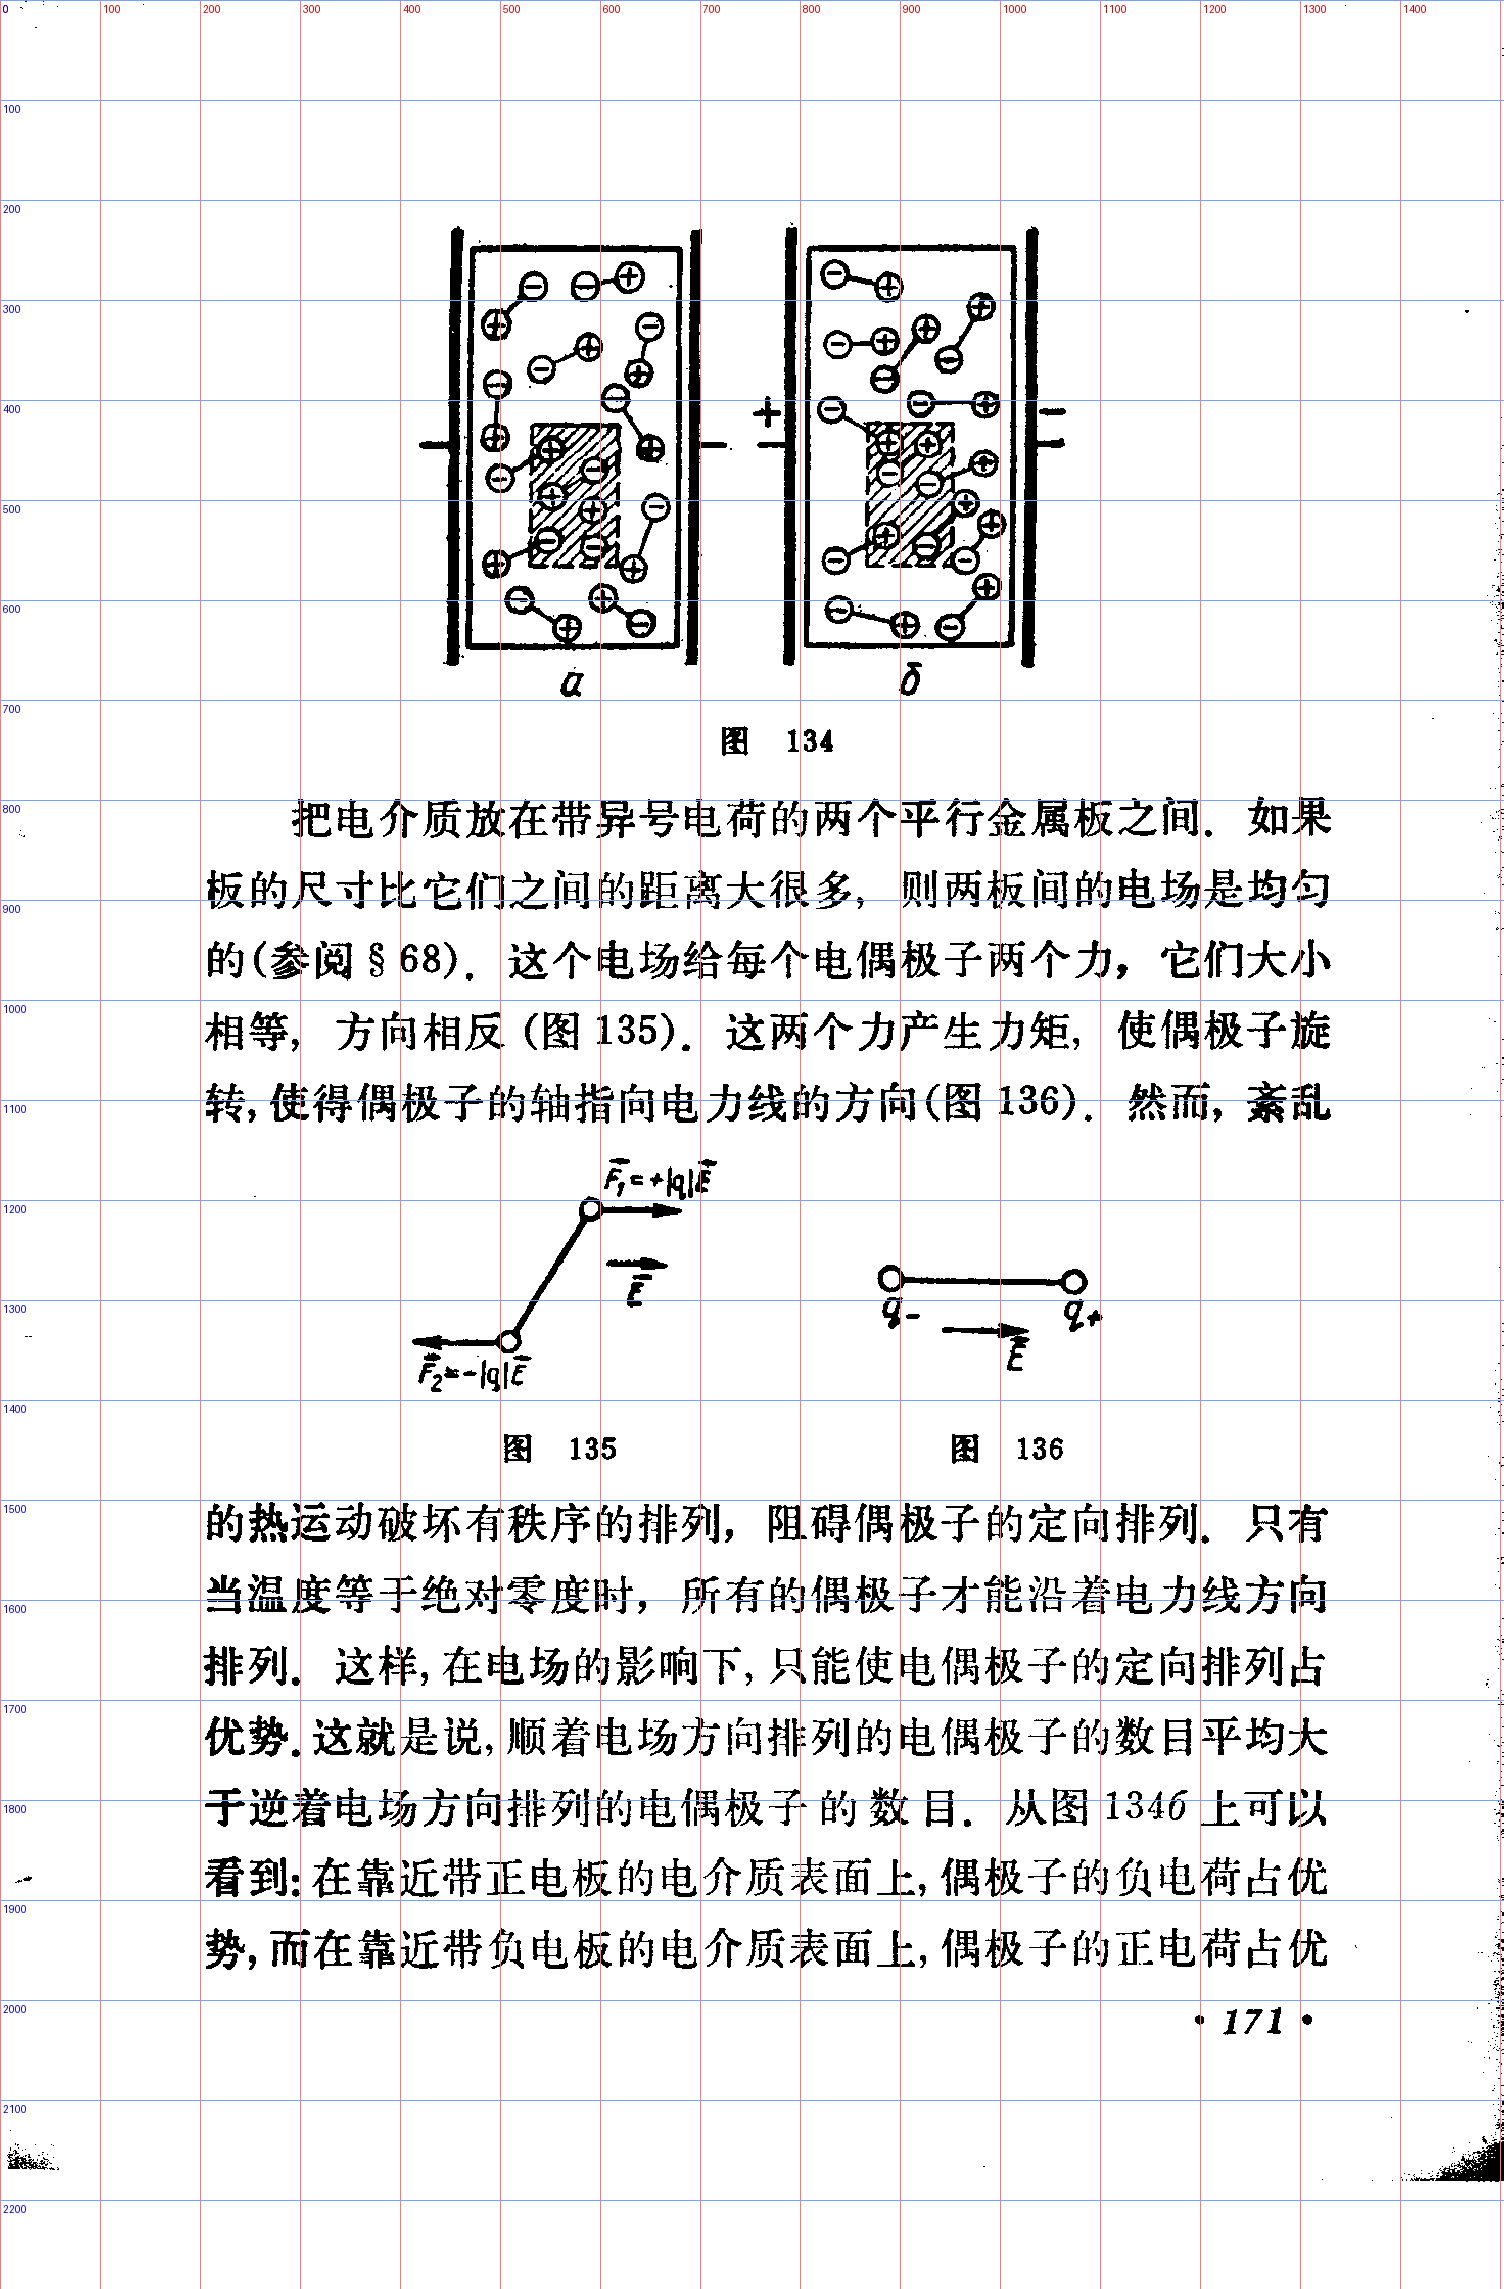 + −
a б
图 134
把电介质放在带异号电荷的两个平行金属板之间. 如果
板的尺寸比它们之间的距离大很多, 则两板间的电场是均匀
的(参阅 § 68). 这个电场给每个电偶极子两个力, 它们大小
相等, 方向相反 (图 135). 这两个力产生力矩, 使偶极子旋
转, 使得偶极子的轴指向电力线的方向(图 136). 然而, 紊乱
F⃗₁=+|q|E⃗
E⃗
F⃗₂=−|q|E⃗
q₋ q₊
E⃗
图 135 图 136
的热运动破坏有秩序的排列, 阻碍偶极子的定向排列. 只有
当温度等于绝对零度时, 所有的偶极子才能沿着电力线方向
排列. 这样, 在电场的影响下, 只能使电偶极子的定向排列占
优势. 这就是说, 顺着电场方向排列的电偶极子的数目平均大
于逆着电场方向排列的电偶极子的数目. 从图 134б 上可以
看到: 在靠近带正电板的电介质表面上, 偶极子的负电荷占优
势, 而在靠近带负电板的电介质表面上, 偶极子的正电荷占优
• 171 •